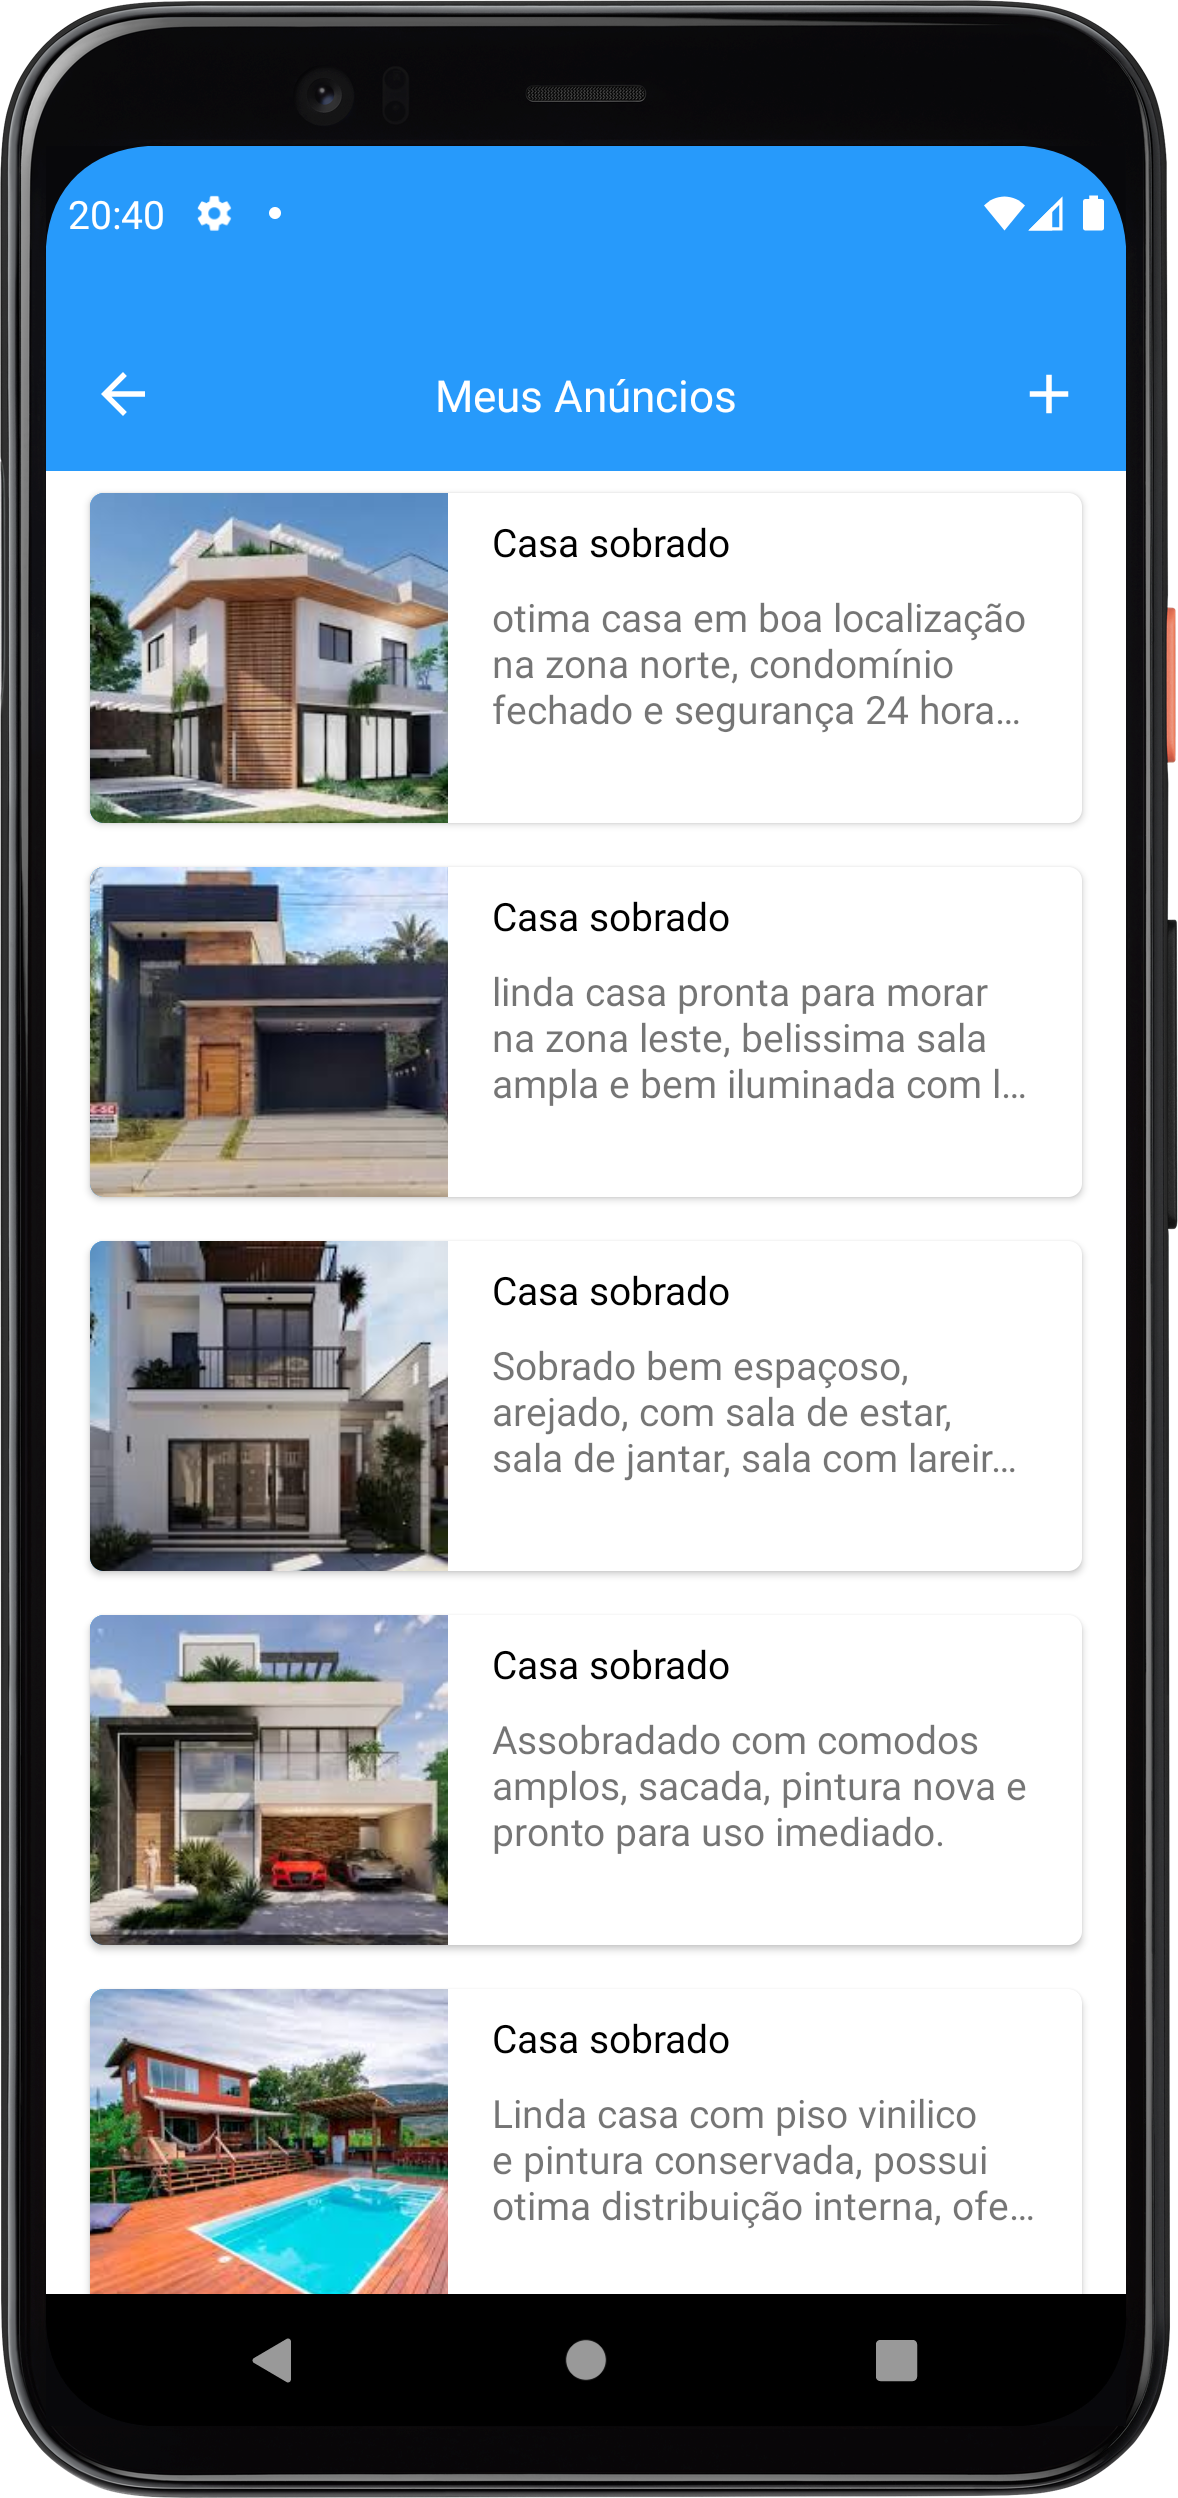 20:40
Meus Anúncios
Casa sobrado
otima casa em boa localização
na zona norte, condomínio
fechado e segurança 24 hora...
Casa sobrado
linda casa pronta para morar
na zona leste, belissima sala
ampla e bem iluminada com l...
Casa sobrado
Sobrado bem espaçoso,
arejado, com sala de estar,
sala de jantar, sala com lareir...
Casa sobrado
Assobradado com comodos
amplos, sacada, pintura nova e
pronto para uso imediado.
Casa sobrado
Linda casa com piso vinilico
e pintura conservada, possui
otima distribuição interna, ofe...